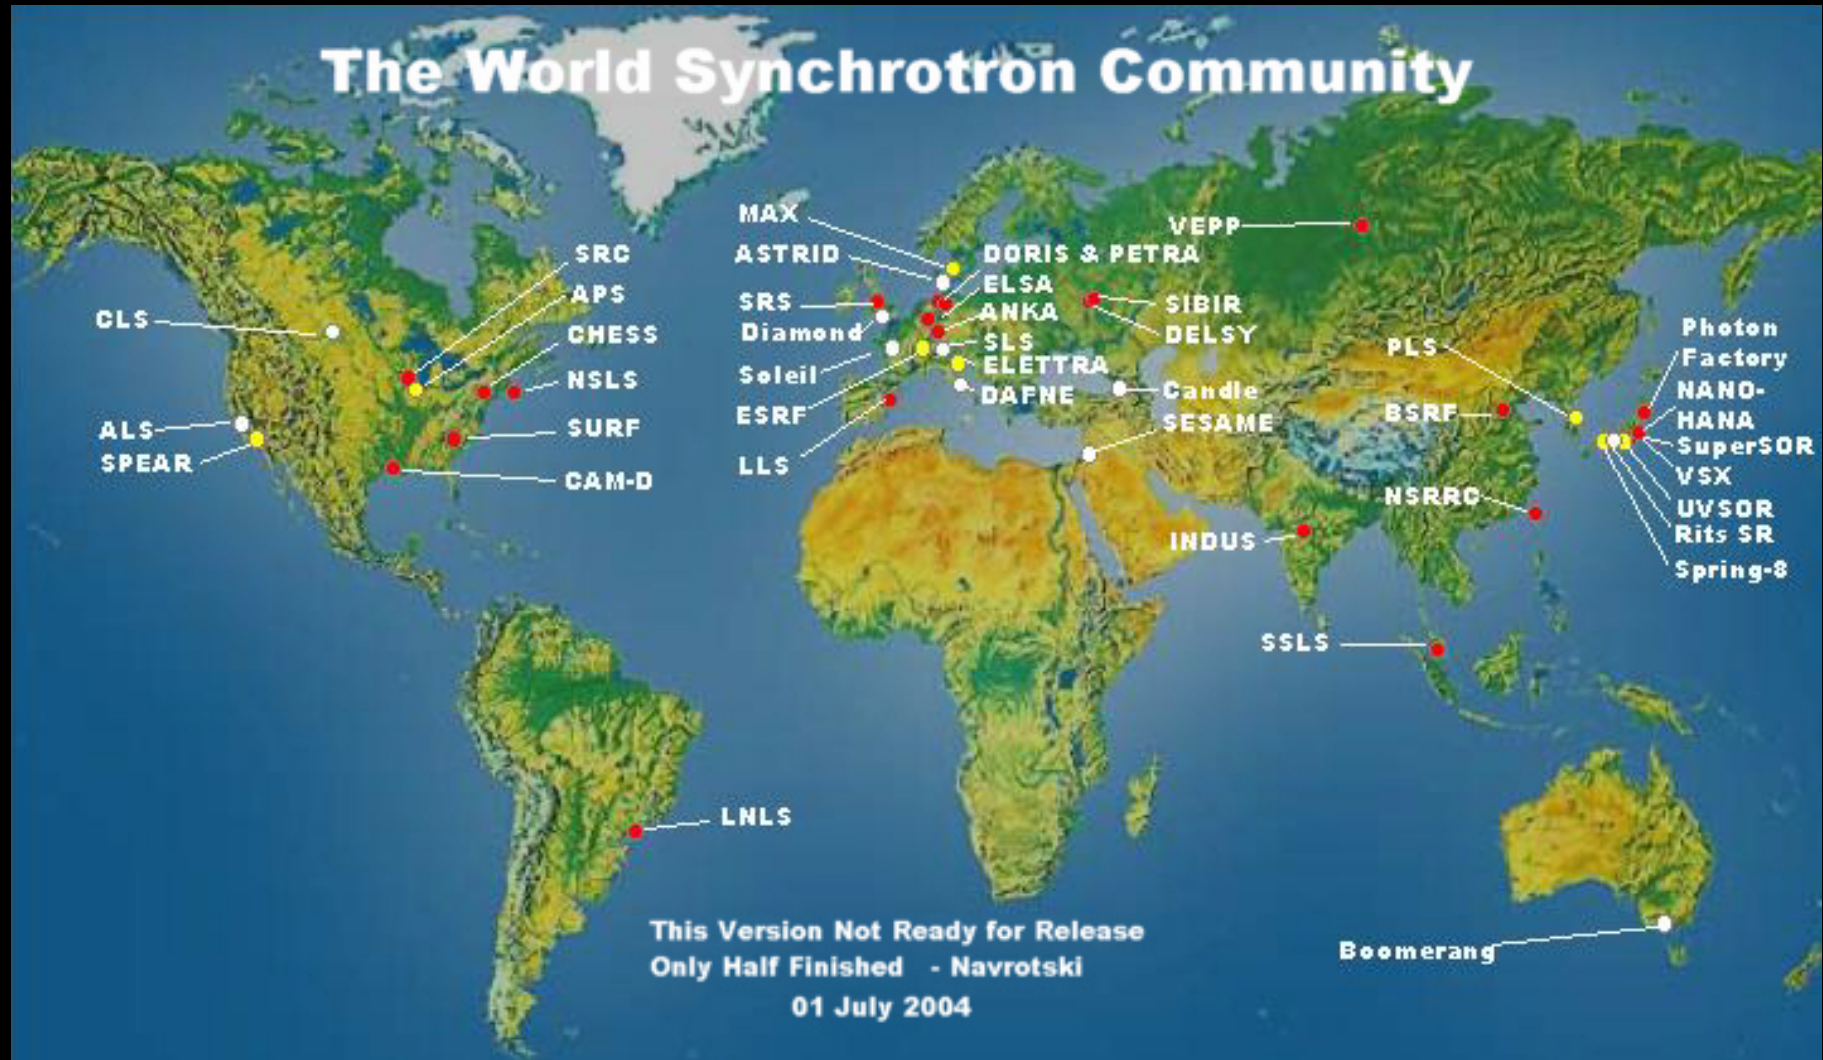 The World Synchrotron Community
MAX
ASTRID
SRS
Diamond
Soleil
ESRF
LLS
DORIS & PETRA
ELSA
ANKA
SLS
ELETTRA
DAFNE
VEPP
SIBIR
DELSY
Candle
SESAME
SRC
APS
CHESS
NSLS
SURF
CAM-D
CLS
ALS
SPEAR
PLS
BSRF
NSRRC
INDUS
SSLS
Photon
Factory
NANO-
HANA
SuperSOR
VSX
UVSOR
Rits SR
Spring-8
LNLS
Boomerang
This Version Not Ready for Release
Only Half Finished - Navrotski
01 July 2004